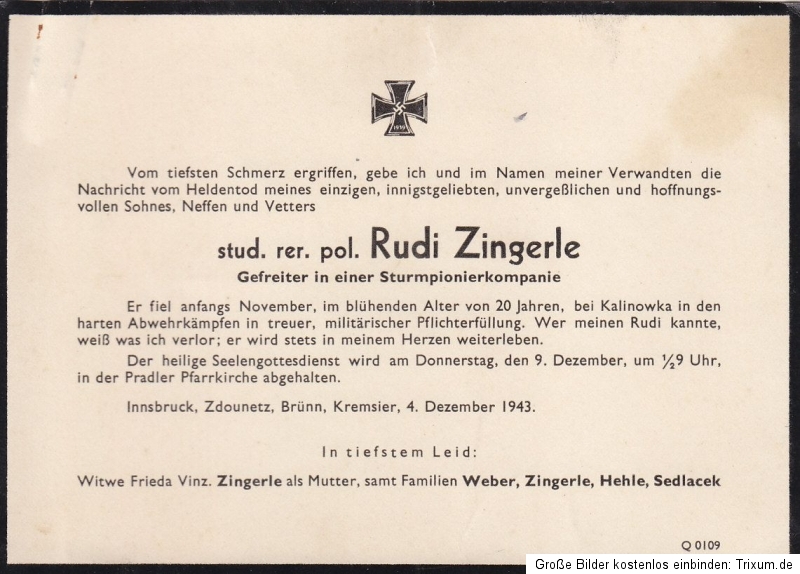 1939
Vom tiefsten Schmerz ergriffen, gebe ich und im Namen meiner Verwandten die
Nachricht vom Heldentod meines einzigen, innigstgeliebten, unvergeßlichen und hoffnungs-
vollen Sohnes, Neffen und Vetters
stud. rer. pol. Rudi Zingerle
Gefreiter in einer Sturmpionierkompanie
Er fiel anfangs November, im blühenden Alter von 20 Jahren, bei Kalinowka in den
harten Abwehrkämpfen in treuer, militärischer Pflichterfüllung. Wer meinen Rudi kannte,
weiß was ich verlor; er wird stets in meinem Herzen weiterleben.
Der heilige Seelengottesdienst wird am Donnerstag, den 9. Dezember, um ½9 Uhr,
in der Pradler Pfarrkirche abgehalten.
Innsbruck, Zdounetz, Brünn, Kremsier, 4. Dezember 1943.
In tiefstem Leid:
Witwe Frieda Vinz. Zingerle als Mutter, samt Familien Weber, Zingerle, Hehle, Sedlacek
Q 0109
Große Bilder kostenlos einbinden: Trixum.de